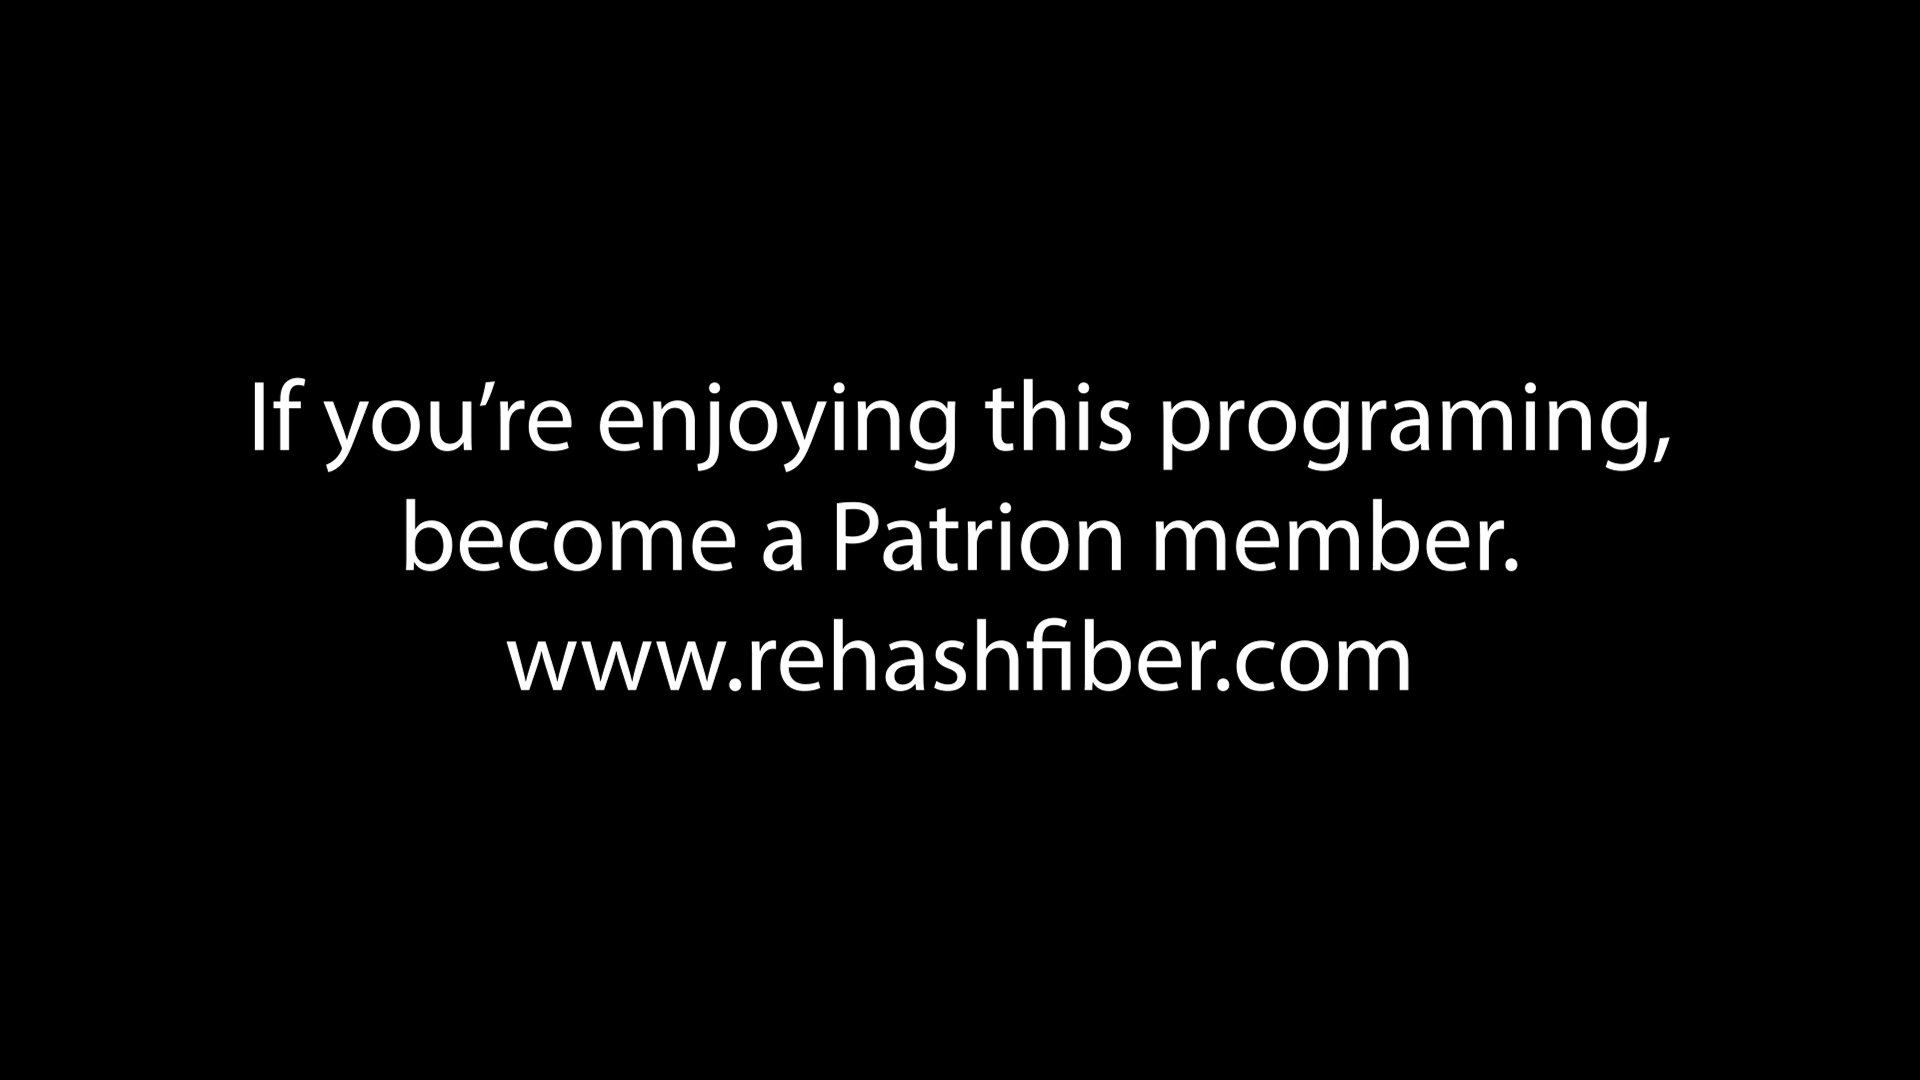 If you’re enjoying this programing,
become a Patrion member.
www.rehashfiber.com